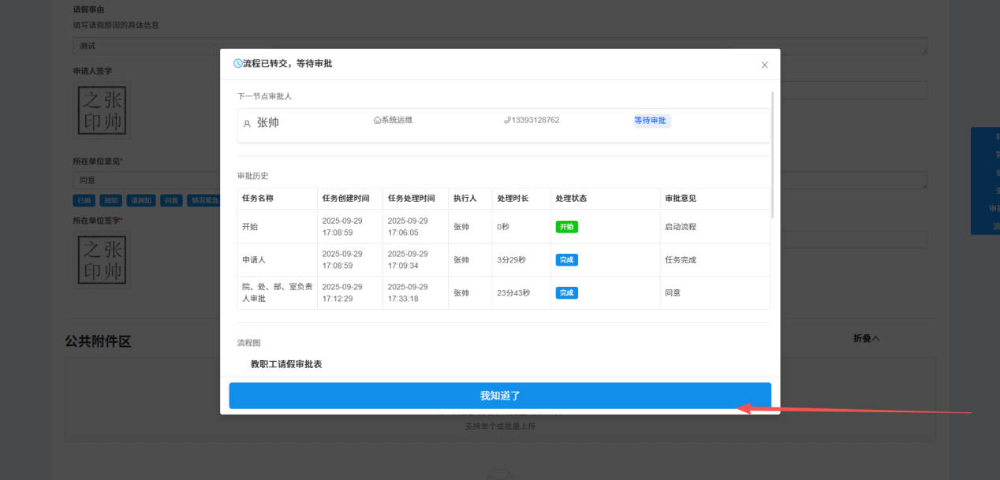 请假事由
填写请假原因的具体信息
测试
申请人签字
之张
印帅
所在单位意见*
同意
已阅 阅知 请阅知 同意 情况紧急
所在单位签字*
之张
印帅
公共附件区
折叠
支持单个或批量上传
流程已转交，等待审批
下一节点审批人
张帅 系统运维 13393128762 等待审批
审批历史
任务名称 任务创建时间 任务处理时间 执行人 处理时长 处理状态 审批意见
开始 2025-09-29 17:08:59 2025-09-29 17:06:05 张帅 0秒 开始 启动流程
申请人 2025-09-29 17:08:59 2025-09-29 17:09:34 张帅 3分29秒 完成 任务完成
院、处、部、室负责人审批 2025-09-29 17:12:29 2025-09-29 17:33:18 张帅 23分43秒 完成 同意
流程图
教职工请假审批表
我知道了